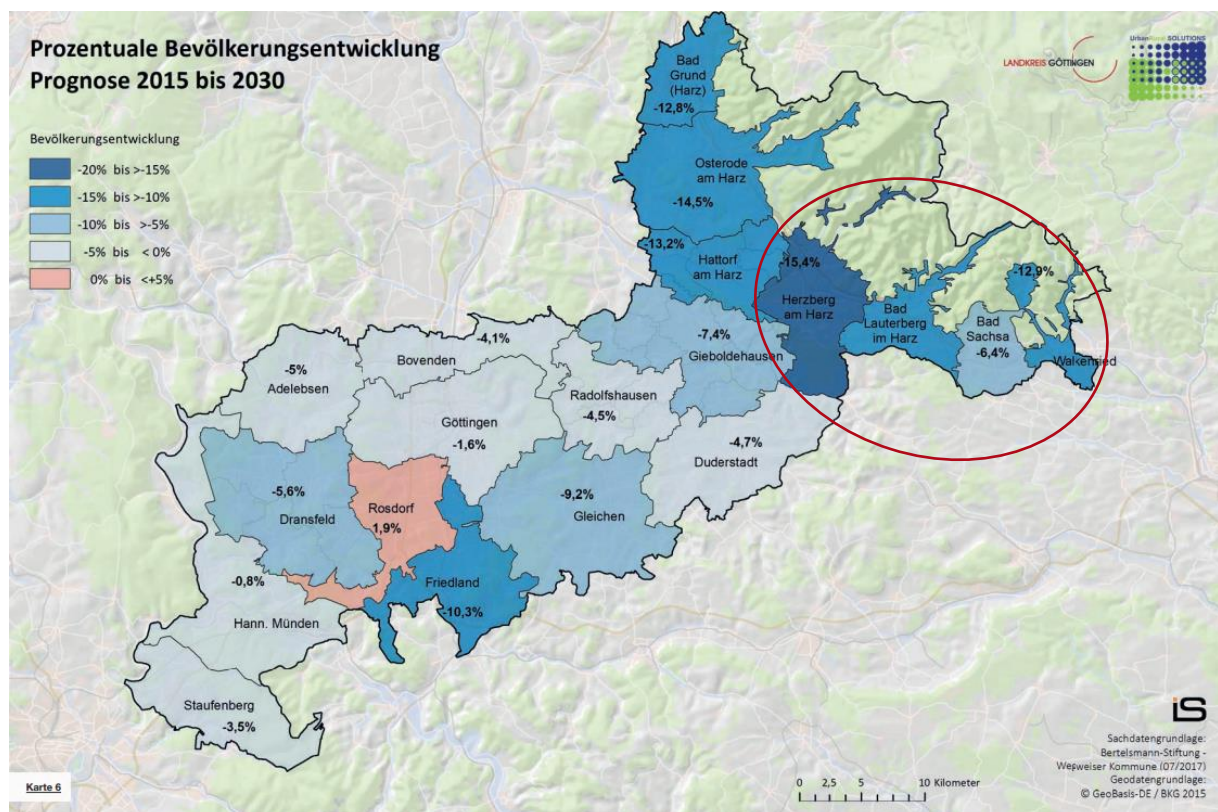 Prozentuale Bevölkerungsentwicklung
Prognose 2015 bis 2030
Bevölkerungsentwicklung
-20% bis >-15%
-15% bis >-10%
-10% bis >-5%
-5% bis < 0%
0% bis <+5%
LANDKREIS GÖTTINGEN
UrbanRural SOLUTIONS
Bad
Grund
(Harz)
-12,8%
Osterode
am Harz
-14,5%
-13,2%
Hattorf
am Harz
-15,4%
Herzberg
am Harz
Bad
Lauterberg
im Harz
-12,9%
Bad
Sachsa
-6,4%
Walkenried
-7,4%
Gieboldehausen
-4,1%
Bovenden
-5%
Adelebsen
Radolfshausen
-4,5%
Göttingen
-1,6%
-4,7%
Duderstadt
-5,6%
Dransfeld
Rosdorf
1,9%
-9,2%
Gleichen
Friedland
-10,3%
-0,8%
Hann. Münden
Staufenberg
-3,5%
Karte 6
0 2,5 5 10 Kilometer
iS
Sachdatengrundlage:
Bertelsmann-Stiftung -
Wegweiser Kommune (07/2017)
Geodatengrundlage:
© GeoBasis-DE / BKG 2015